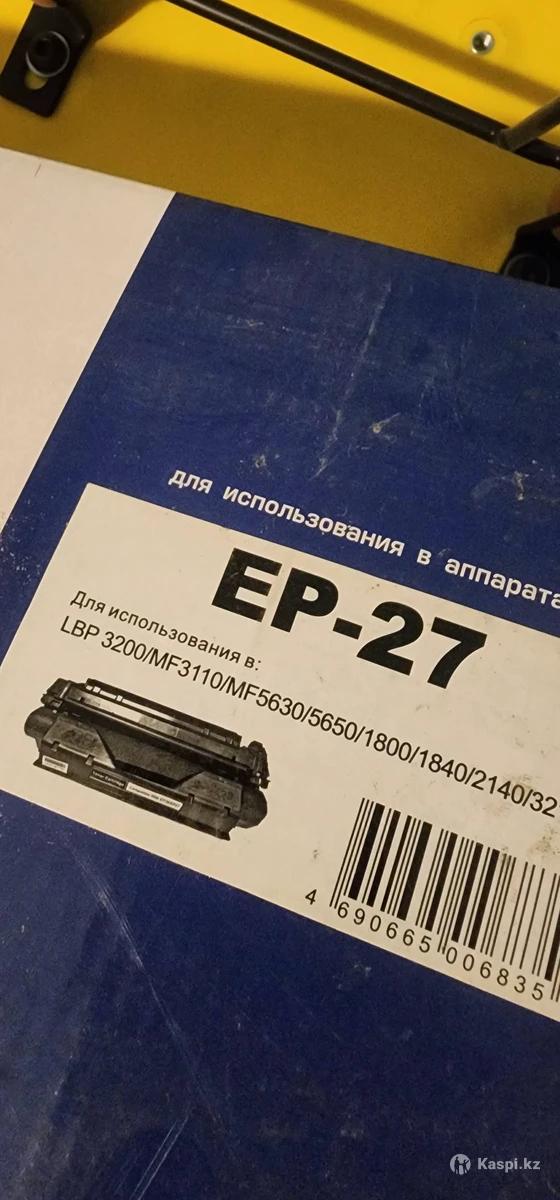 для использования в аппарата
EP-27
Для использования в:
LBP 3200/MF3110/MF5630/5650/1800/1840/2140/32
4 690665 006835
Kaspi.kz